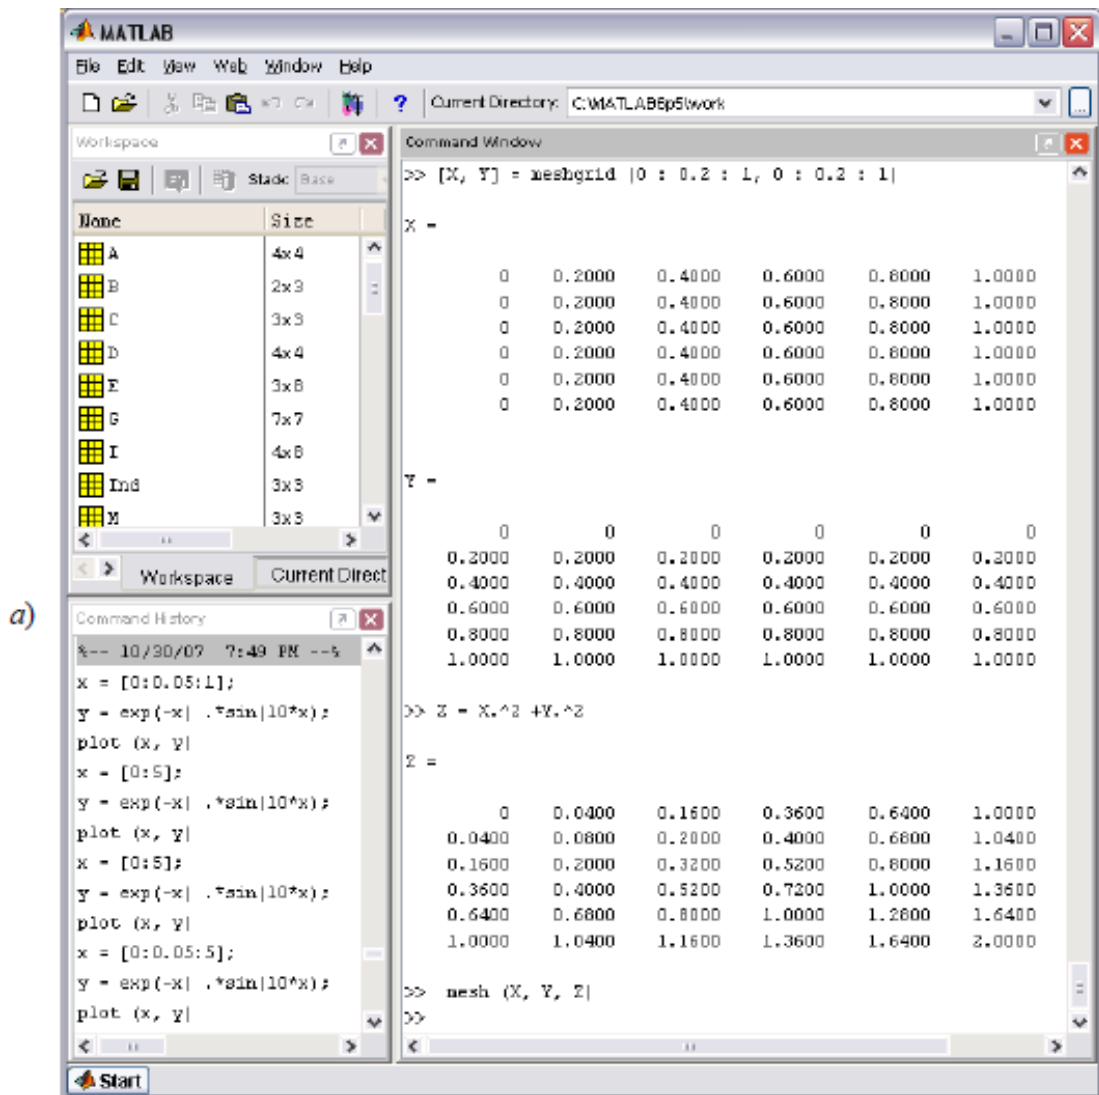 MATLAB
File Edit View Web Window Help
? Current Directory: C:\MATLAB6p5\work ...
Workspace
Stack: Base
Name Size
A 4x4
B 2x3
C 3x3
D 4x4
E 3x8
G 7x7
I 4x8
Ind 3x3
M 3x3
Workspace Current Direct
a)
Command History
%-- 10/30/07 7:49 PM --%
x = [0:0.05:1];
y = exp(-x| .*sin|10*x);
plot (x, y|
x = [0:5];
y = exp(-x| .*sin|10*x);
plot (x, y|
x = [0:5];
y = exp(-x| .*sin|10*x);
plot (x, y|
x = [0:0.05:5];
y = exp(-x| .*sin|10*x);
plot (x, y|
Command Window
>> [X, Y] = meshgrid |0 : 0.2 : 1, 0 : 0.2 : 1|
X =
0 0.2000 0.4000 0.6000 0.8000 1.0000
0 0.2000 0.4000 0.6000 0.8000 1.0000
0 0.2000 0.4000 0.6000 0.8000 1.0000
0 0.2000 0.4000 0.6000 0.8000 1.0000
0 0.2000 0.4000 0.6000 0.8000 1.0000
0 0.2000 0.4000 0.6000 0.8000 1.0000
Y =
0 0 0 0 0 0
0.2000 0.2000 0.2000 0.2000 0.2000 0.2000
0.4000 0.4000 0.4000 0.4000 0.4000 0.4000
0.6000 0.6000 0.6000 0.6000 0.6000 0.6000
0.8000 0.8000 0.8000 0.8000 0.8000 0.8000
1.0000 1.0000 1.0000 1.0000 1.0000 1.0000
>> Z = X.^2 +Y.^2
Z =
0 0.0400 0.1600 0.3600 0.6400 1.0000
0.0400 0.0800 0.2000 0.4000 0.6800 1.0400
0.1600 0.2000 0.3200 0.5200 0.8000 1.1600
0.3600 0.4000 0.5200 0.7200 1.0000 1.3600
0.6400 0.6800 0.8000 1.0000 1.2800 1.6400
1.0000 1.0400 1.1600 1.3600 1.6400 2.0000
>> mesh (X, Y, Z|
>>
Start